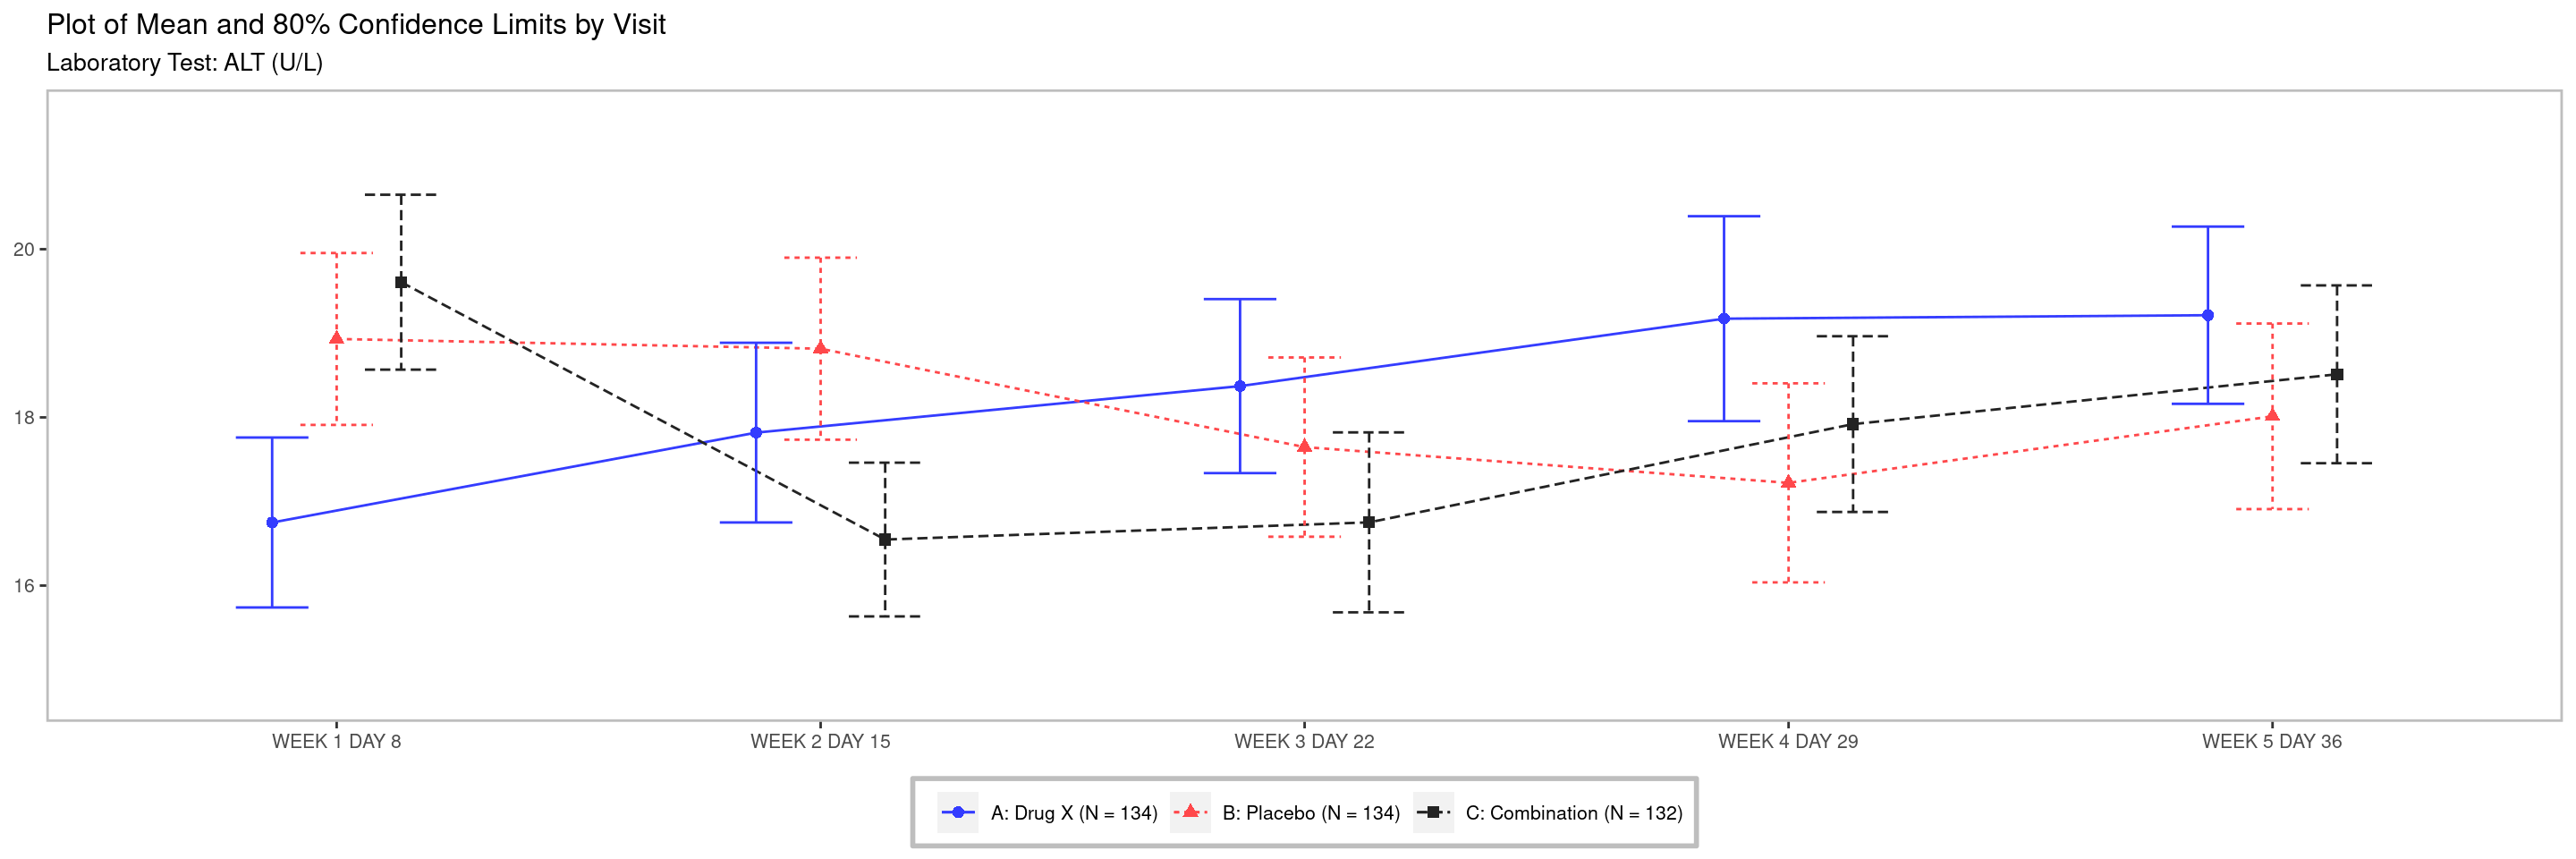 Plot of Mean and 80% Confidence Limits by Visit
Laboratory Test: ALT (U/L)
20
18
16
WEEK 1 DAY 8
WEEK 2 DAY 15
WEEK 3 DAY 22
WEEK 4 DAY 29
WEEK 5 DAY 36
A: Drug X (N = 134)
B: Placebo (N = 134)
C: Combination (N = 132)